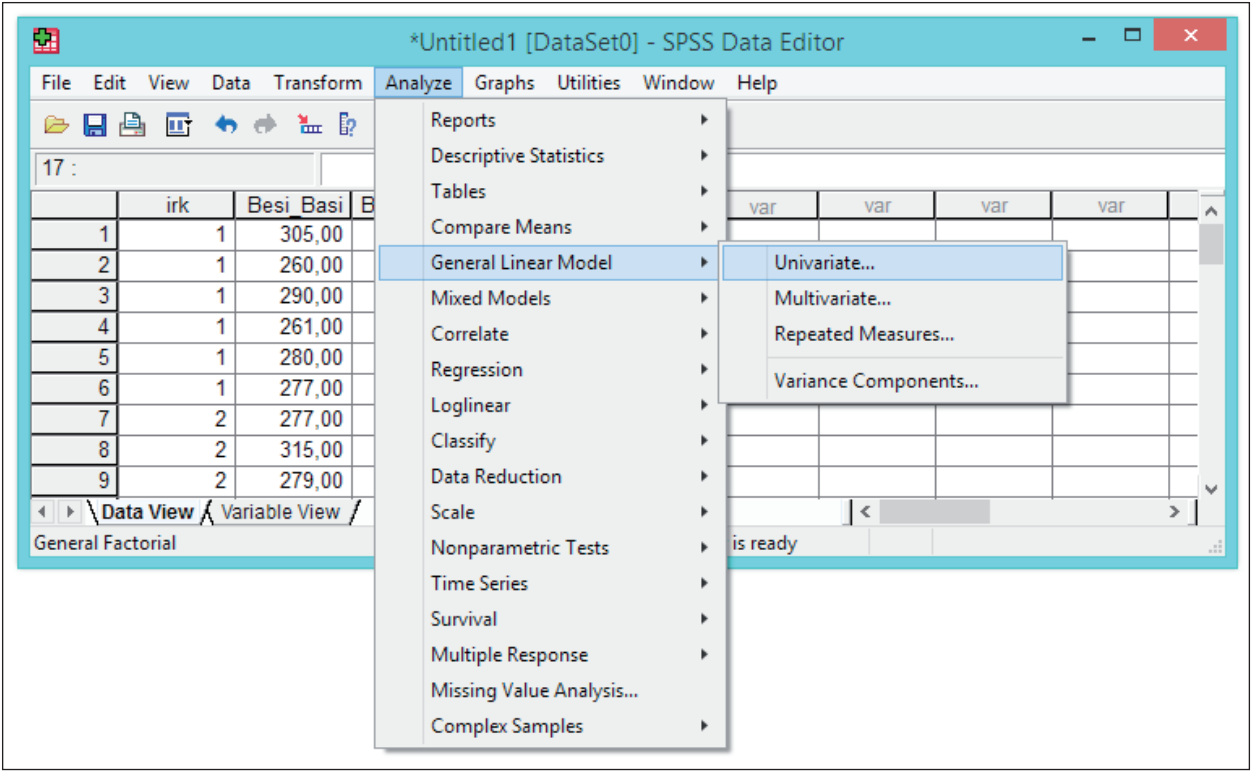 *Untitled1 [DataSet0] - SPSS Data Editor
File Edit View Data Transform Analyze Graphs Utilities Window Help
17 :
irk Besi_Basi B var var var var
1 1 305,00
2 1 260,00
3 1 290,00
4 1 261,00
5 1 280,00
6 1 277,00
7 2 277,00
8 2 315,00
9 2 279,00
Data View Variable View
General Factorial is ready
Reports
Descriptive Statistics
Tables
Compare Means
General Linear Model
Mixed Models
Correlate
Regression
Loglinear
Classify
Data Reduction
Scale
Nonparametric Tests
Time Series
Survival
Multiple Response
Missing Value Analysis...
Complex Samples
Univariate...
Multivariate...
Repeated Measures...
Variance Components...